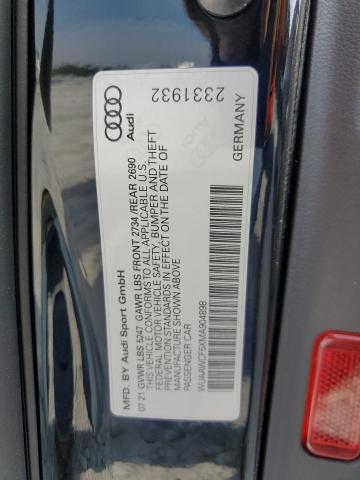 Audi
2331932
GERMANY
MFD. BY Audi Sport GmbH
07 21 GVWR LBS 5247 GAWR LBS FRONT 2734 /REAR 2690
THIS VEHICLE CONFORMS TO ALL APPLICABLE U.S.
FEDERAL MOTOR VEHICLE SAFETY, BUMPER AND THEFT
PREVENTION STANDARDS IN EFFECT ON THE DATE OF
MANUFACTURE SHOWN ABOVE
PASSENGER CAR
WUAAWCF5XMA904898